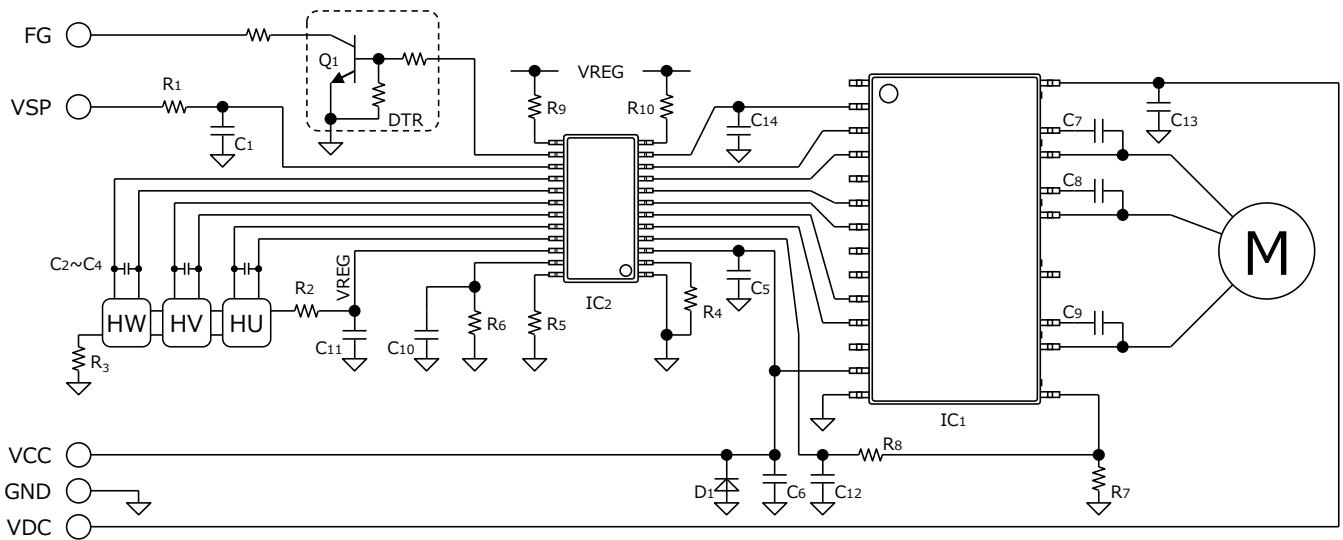 FG
Q1
DTR
VREG
R9
R10
VSP
R1
C1
C14
C13
C7
C8
M
C2~C4
VREG
R2
HW
HV
HU
C11
C10
R6
R5
IC2
C5
R4
C9
R3
IC1
VCC
R8
D1
C6
C12
R7
GND
VDC